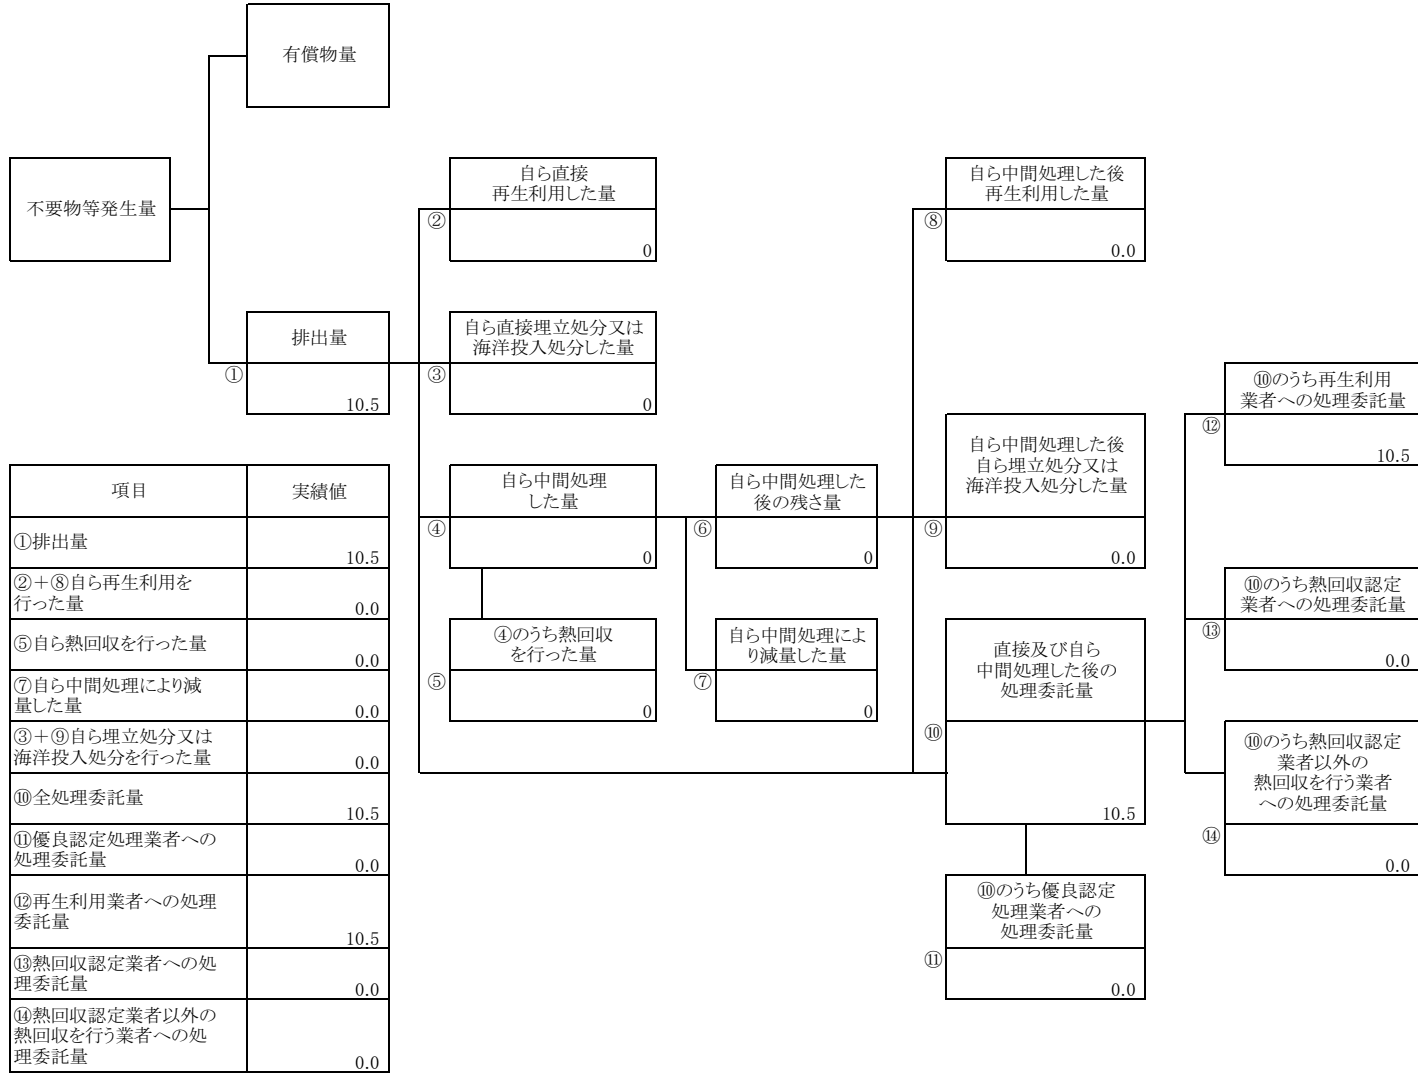 有償物量
不要物等発生量
自ら直接
再生利用した量
②
0
自ら中間処理した後
再生利用した量
⑧
0.0
排出量
①
10.5
自ら直接埋立処分又は
海洋投入処分した量
③
0
⑩のうち再生利用
業者への処理委託量
⑫
10.5
項目
実績値
①排出量
10.5
②+⑧自ら再生利用を
行った量
0.0
⑤自ら熱回収を行った量
0.0
⑦自ら中間処理により減
量した量
0.0
③+⑨自ら埋立処分又は
海洋投入処分を行った量
0.0
⑩全処理委託量
10.5
⑪優良認定処理業者への
処理委託量
0.0
⑫再生利用業者への処理
委託量
10.5
⑬熱回収認定業者への処
理委託量
0.0
⑭熱回収認定業者以外の
熱回収を行う業者への処
理委託量
0.0
自ら中間処理
した量
④
0
自ら中間処理した
後の残さ量
⑥
0
自ら中間処理した後
自ら埋立処分又は
海洋投入処分した量
⑨
0.0
④のうち熱回収
を行った量
⑤
0
自ら中間処理によ
り減量した量
⑦
0
直接及び自ら
中間処理した後の
処理委託量
⑩
10.5
⑩のうち熱回収認定
業者への処理委託量
⑬
0.0
⑩のうち熱回収認定
業者以外の
熱回収を行う業者
への処理委託量
⑭
0.0
⑩のうち優良認定
処理業者への
処理委託量
⑪
0.0